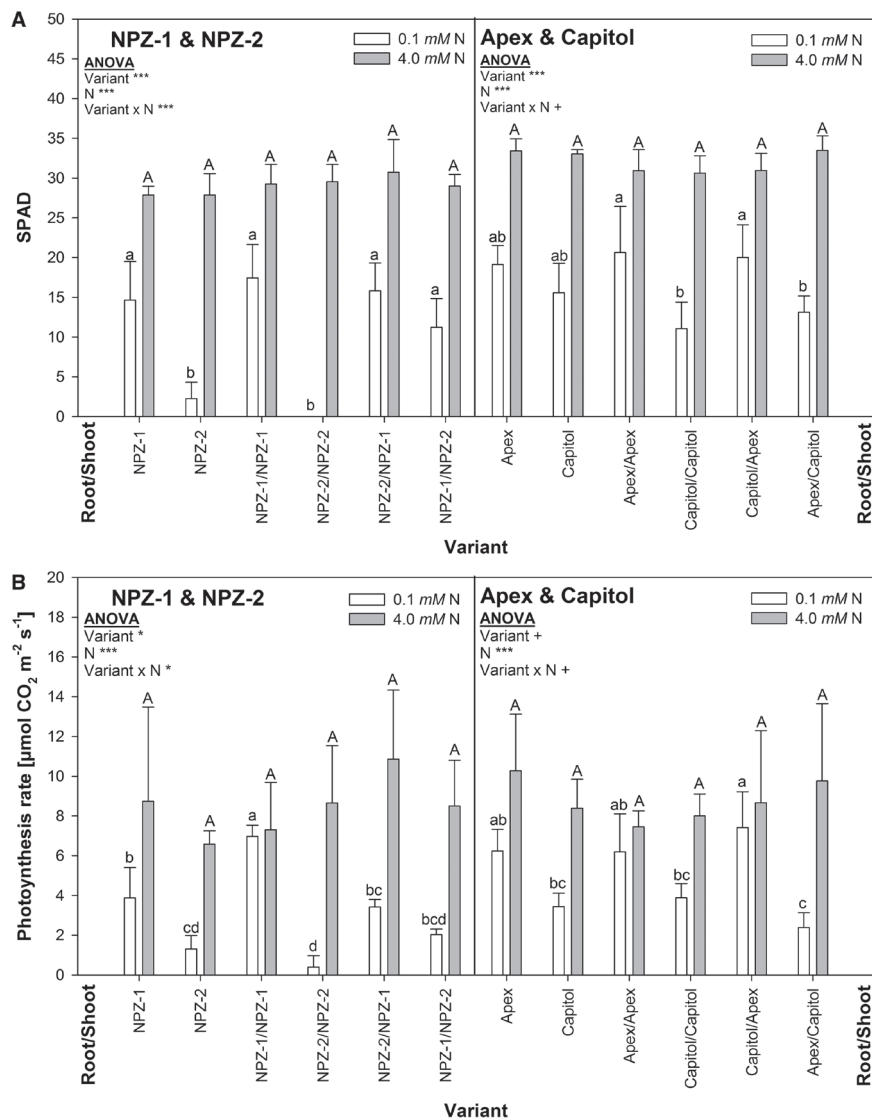 A
NPZ-1 & NPZ-2
0.1 mM N
4.0 mM N
ANOVA
Variant ***
N ***
Variant x N ***
Apex & Capitol
0.1 mM N
4.0 mM N
ANOVA
Variant ***
N ***
Variant x N +
SPAD
50
45
40
35
30
25
20
15
10
5
0
a A b A a A b A a A a A
ab A ab A a A b A a A b A
Root/Shoot
NPZ-1
NPZ-2
NPZ-1/NPZ-1
NPZ-2/NPZ-2
NPZ-2/NPZ-1
NPZ-1/NPZ-2
Apex
Capitol
Apex/Apex
Capitol/Capitol
Capitol/Apex
Apex/Capitol
Root/Shoot
Variant
B
NPZ-1 & NPZ-2
0.1 mM N
4.0 mM N
ANOVA
Variant *
N ***
Variant x N *
Apex & Capitol
0.1 mM N
4.0 mM N
ANOVA
Variant +
N ***
Variant x N +
Photoynthesis rate [µmol CO₂ m⁻² s⁻¹]
20
18
16
14
12
10
8
6
4
2
0
b A cd A a A d A bc A bcd A
ab A bc A ab A bc A a A c A
Root/Shoot
NPZ-1
NPZ-2
NPZ-1/NPZ-1
NPZ-2/NPZ-2
NPZ-2/NPZ-1
NPZ-1/NPZ-2
Apex
Capitol
Apex/Apex
Capitol/Capitol
Capitol/Apex
Apex/Capitol
Root/Shoot
Variant